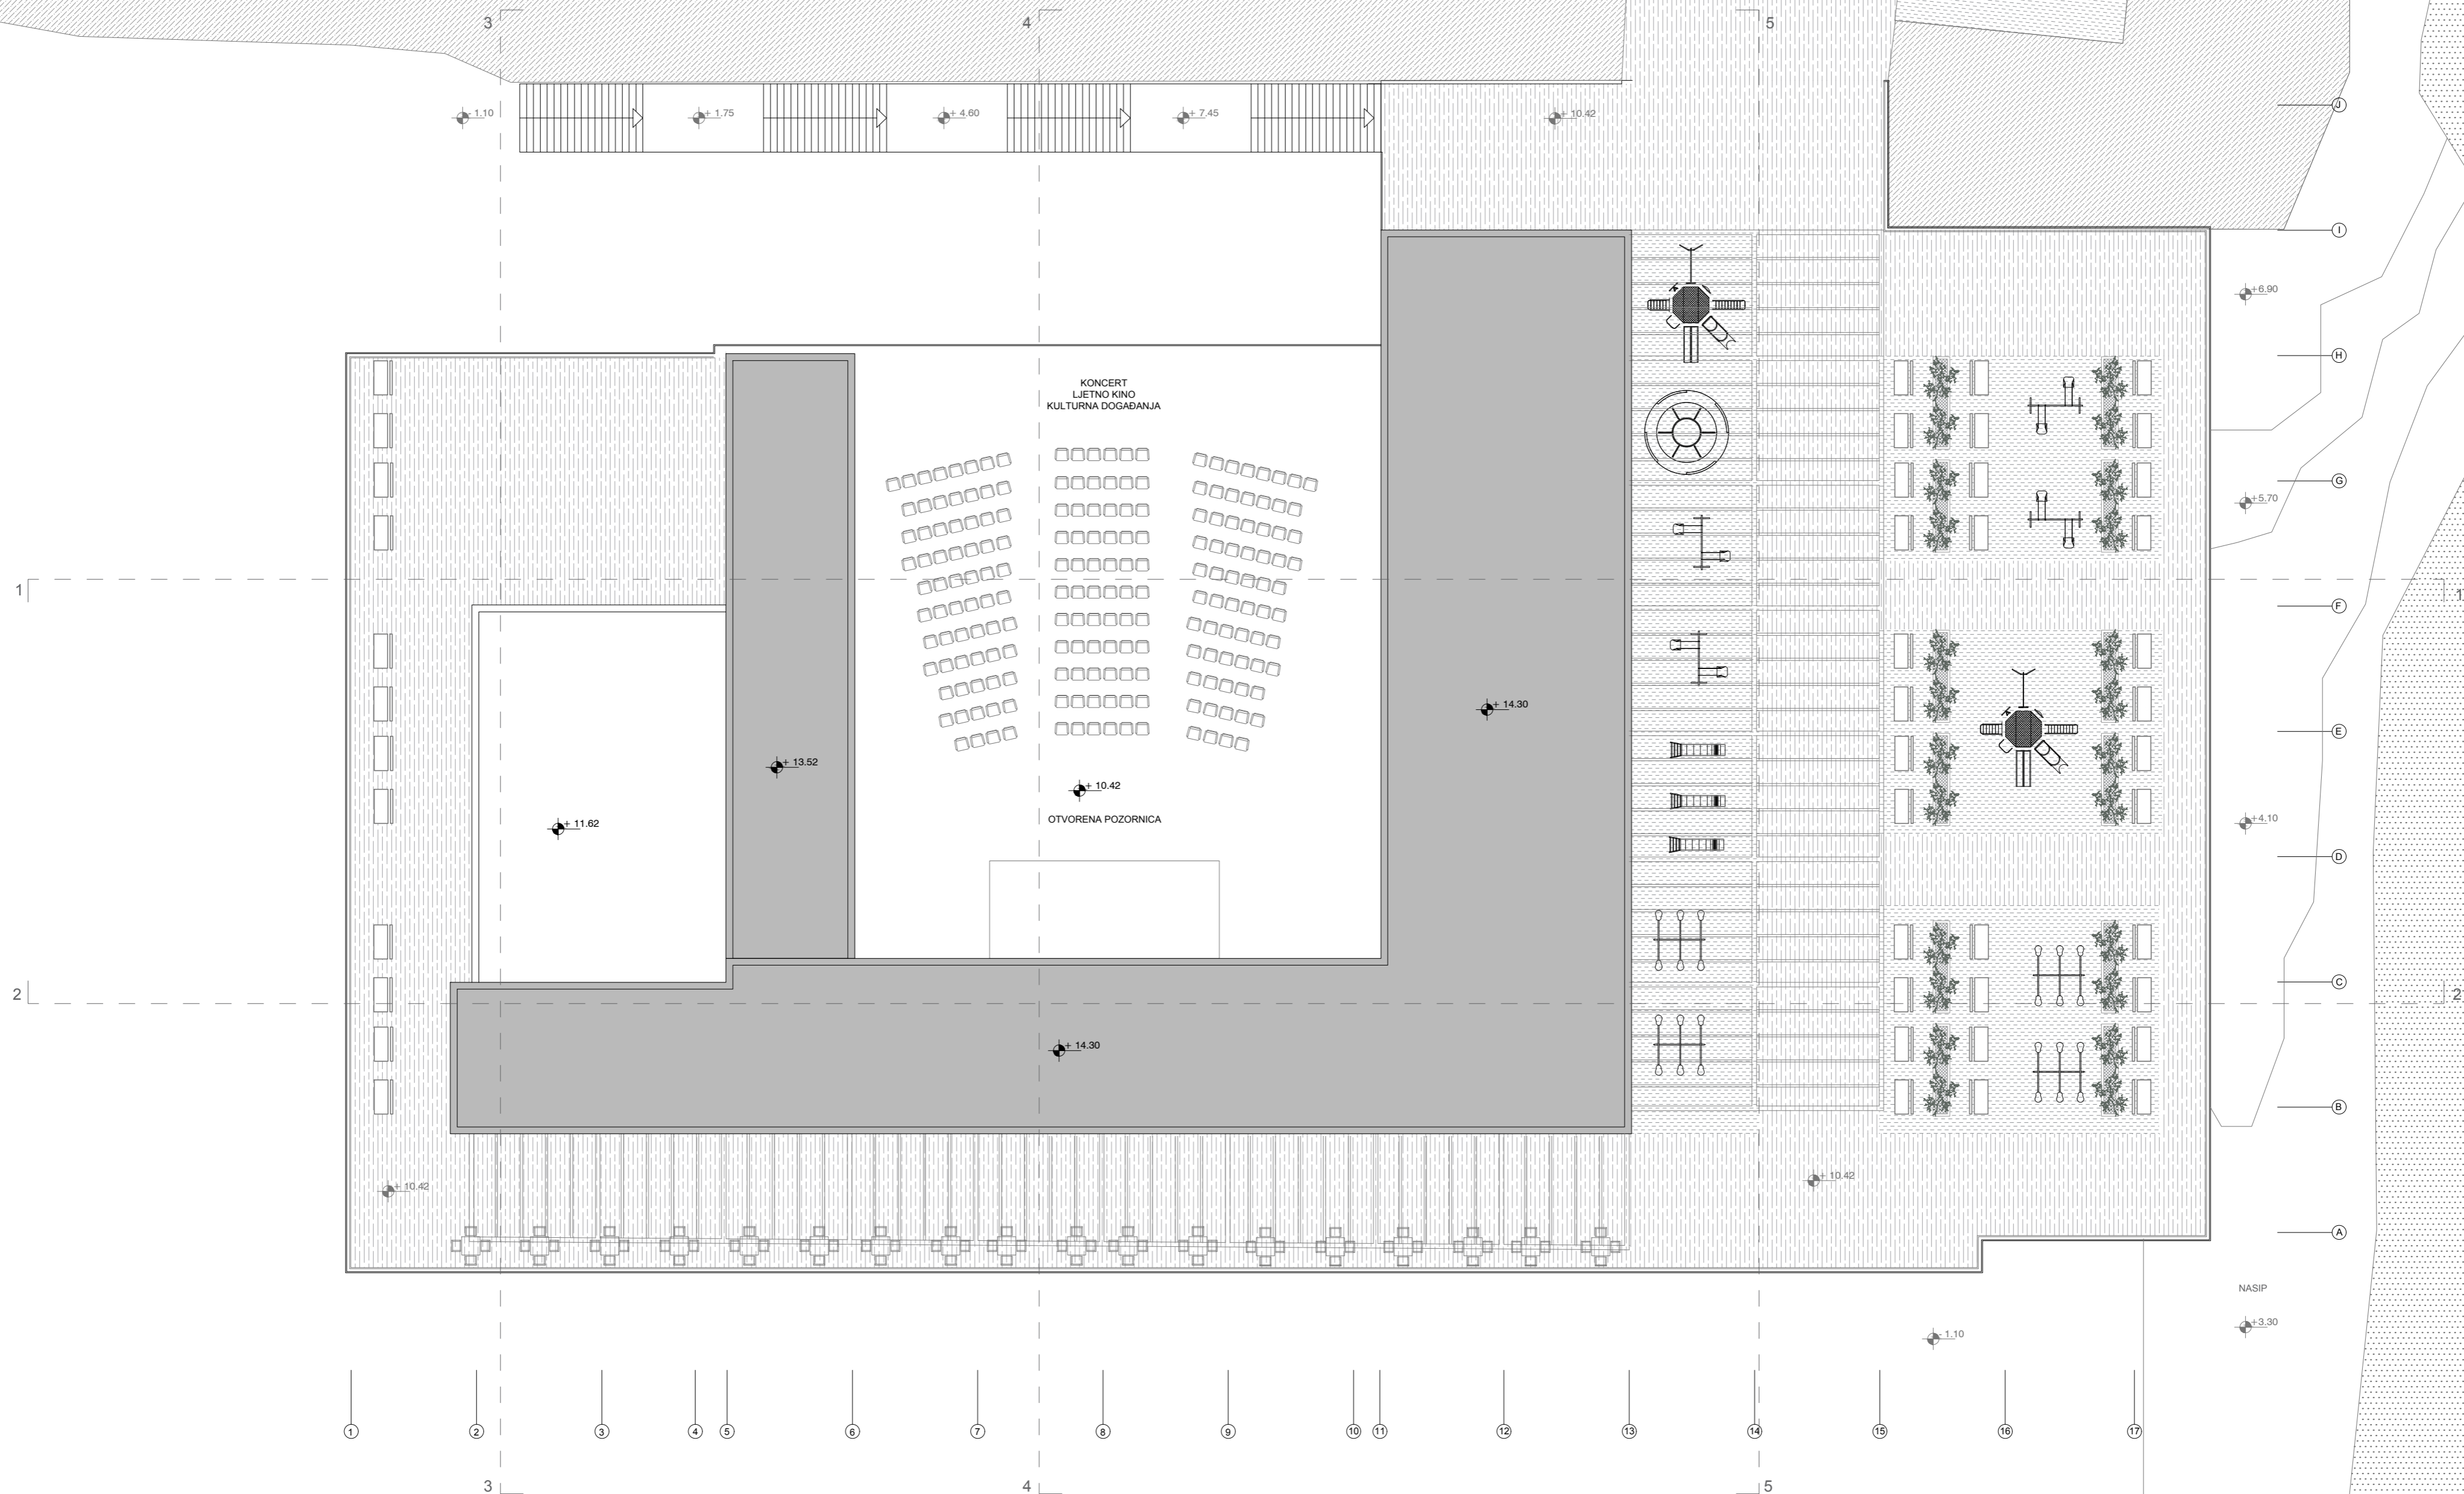 3
4
5
- 1.10
+ 1.75
+ 4.60
+ 7.45
+ 10.42
J
I
+6.90
H
KONCERT
LJETNO KINO
KULTURNA DOGAĐANJA
G
+5.70
1
1
F
+ 14.30
E
+ 13.52
+ 10.42
OTVORENA POZORNICA
+ 11.62
+4.10
D
2
C
2
+ 14.30
B
+ 10.42
+ 10.42
A
NASIP
+3.30
- 1.10
1
2
3
4
5
6
7
8
9
10
11
12
13
14
15
16
17
3
4
5